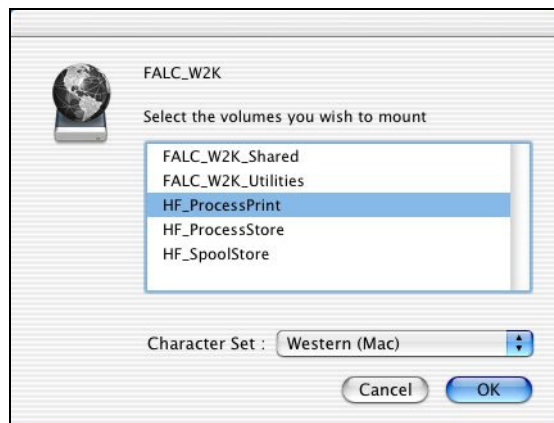 FALC_W2K
Select the volumes you wish to mount
FALC_W2K_Shared
FALC_W2K_Utilities
HF_ProcessPrint
HF_ProcessStore
HF_SpoolStore
Character Set : Western (Mac)
Cancel OK